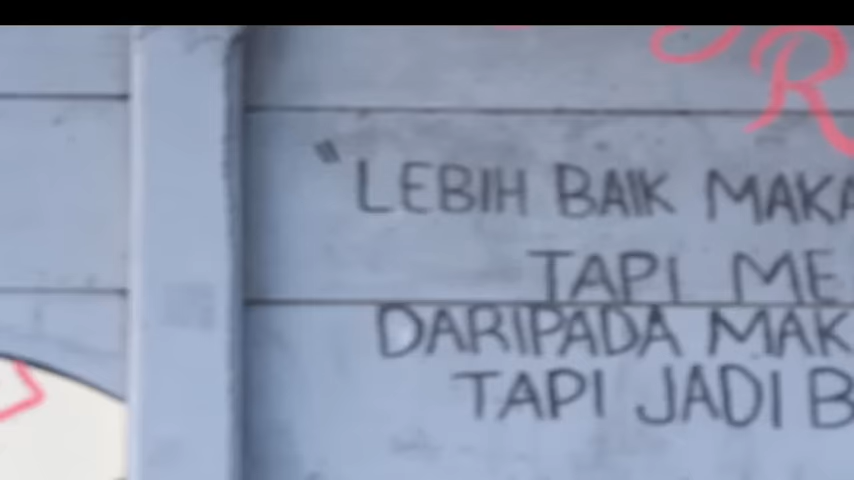 R
"LEBIH BAIK MAKA
TAPI ME
DARIPADA MAK
TAPI JADI B